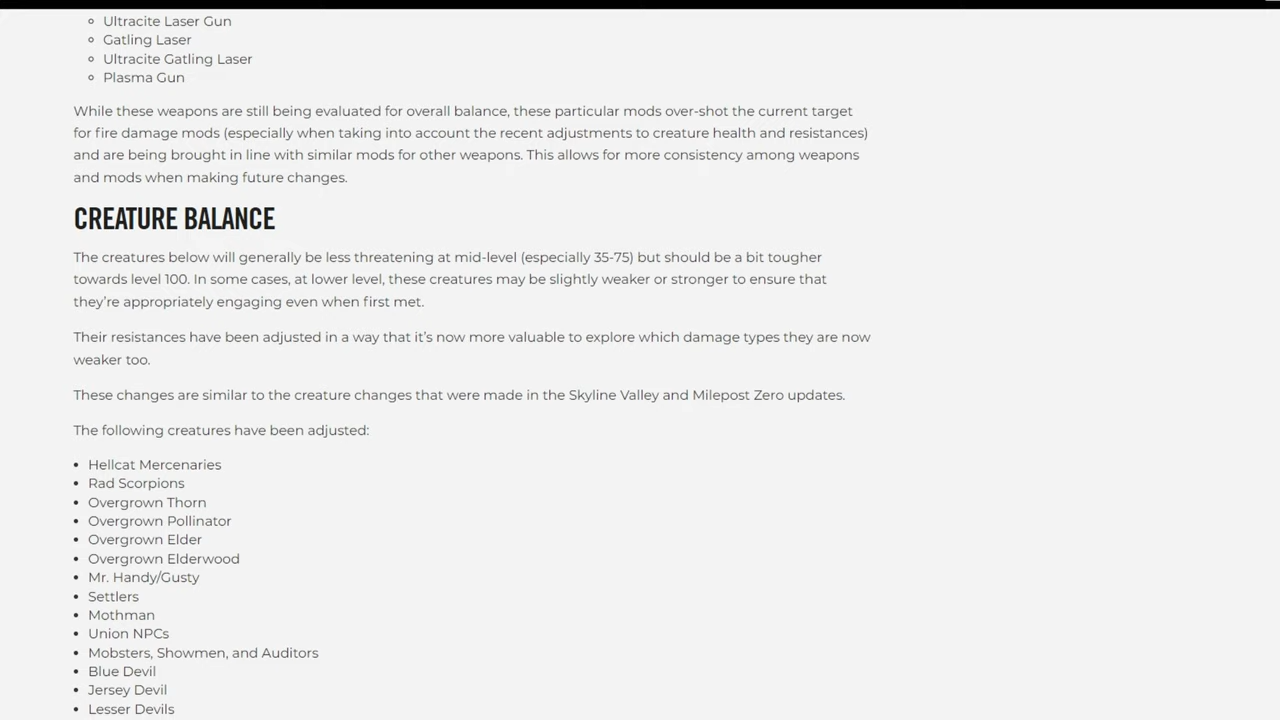 Ultracite Laser Gun
Gatling Laser
Ultracite Gatling Laser
Plasma Gun
While these weapons are still being evaluated for overall balance, these particular mods over-shot the current target
for fire damage mods (especially when taking into account the recent adjustments to creature health and resistances)
and are being brought in line with similar mods for other weapons. This allows for more consistency among weapons
and mods when making future changes.
CREATURE BALANCE
The creatures below will generally be less threatening at mid-level (especially 35-75) but should be a bit tougher
towards level 100. In some cases, at lower level, these creatures may be slightly weaker or stronger to ensure that
they’re appropriately engaging even when first met.
Their resistances have been adjusted in a way that it’s now more valuable to explore which damage types they are now
weaker too.
These changes are similar to the creature changes that were made in the Skyline Valley and Milepost Zero updates.
The following creatures have been adjusted:
Hellcat Mercenaries
Rad Scorpions
Overgrown Thorn
Overgrown Pollinator
Overgrown Elder
Overgrown Elderwood
Mr. Handy/Gusty
Settlers
Mothman
Union NPCs
Mobsters, Showmen, and Auditors
Blue Devil
Jersey Devil
Lesser Devils